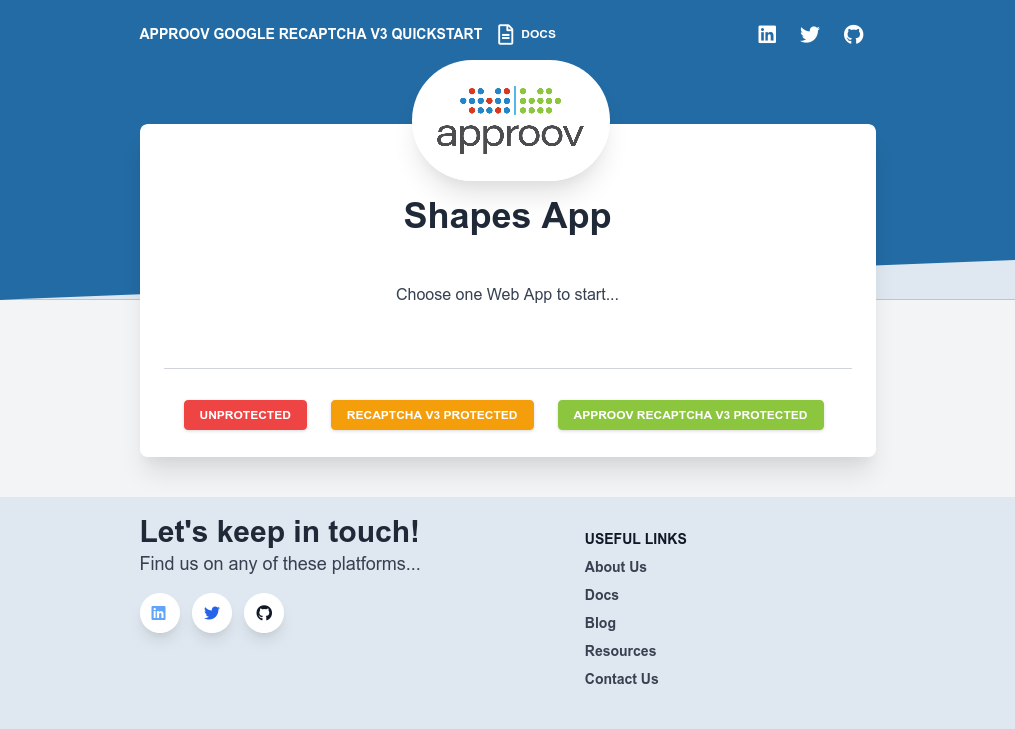 APPROOV GOOGLE RECAPTCHA V3 QUICKSTART DOCS
approov
Shapes App
Choose one Web App to start...
UNPROTECTED RECAPTCHA V3 PROTECTED APPROOV RECAPTCHA V3 PROTECTED
Let's keep in touch!
Find us on any of these platforms...
USEFUL LINKS
About Us
Docs
Blog
Resources
Contact Us